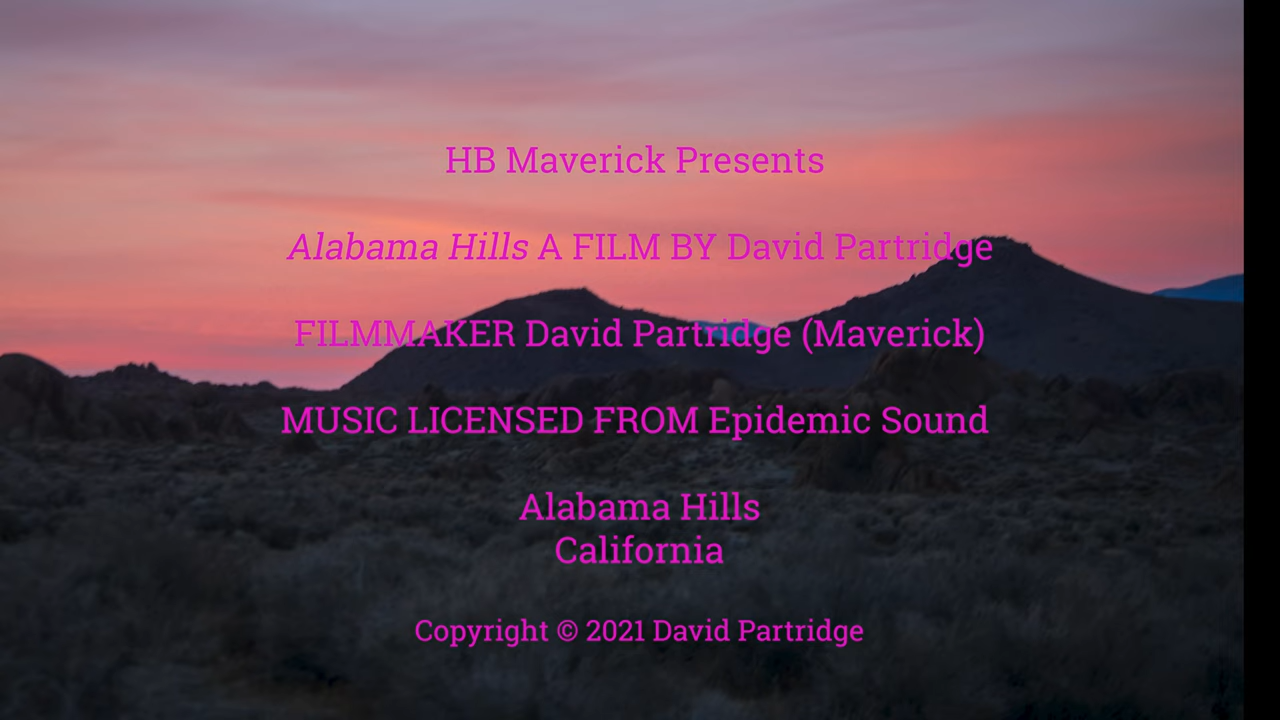 HB Maverick Presents
Alabama Hills A FILM BY David Partridge
FILMMAKER David Partridge (Maverick)
MUSIC LICENSED FROM Epidemic Sound
Alabama Hills
California
Copyright © 2021 David Partridge